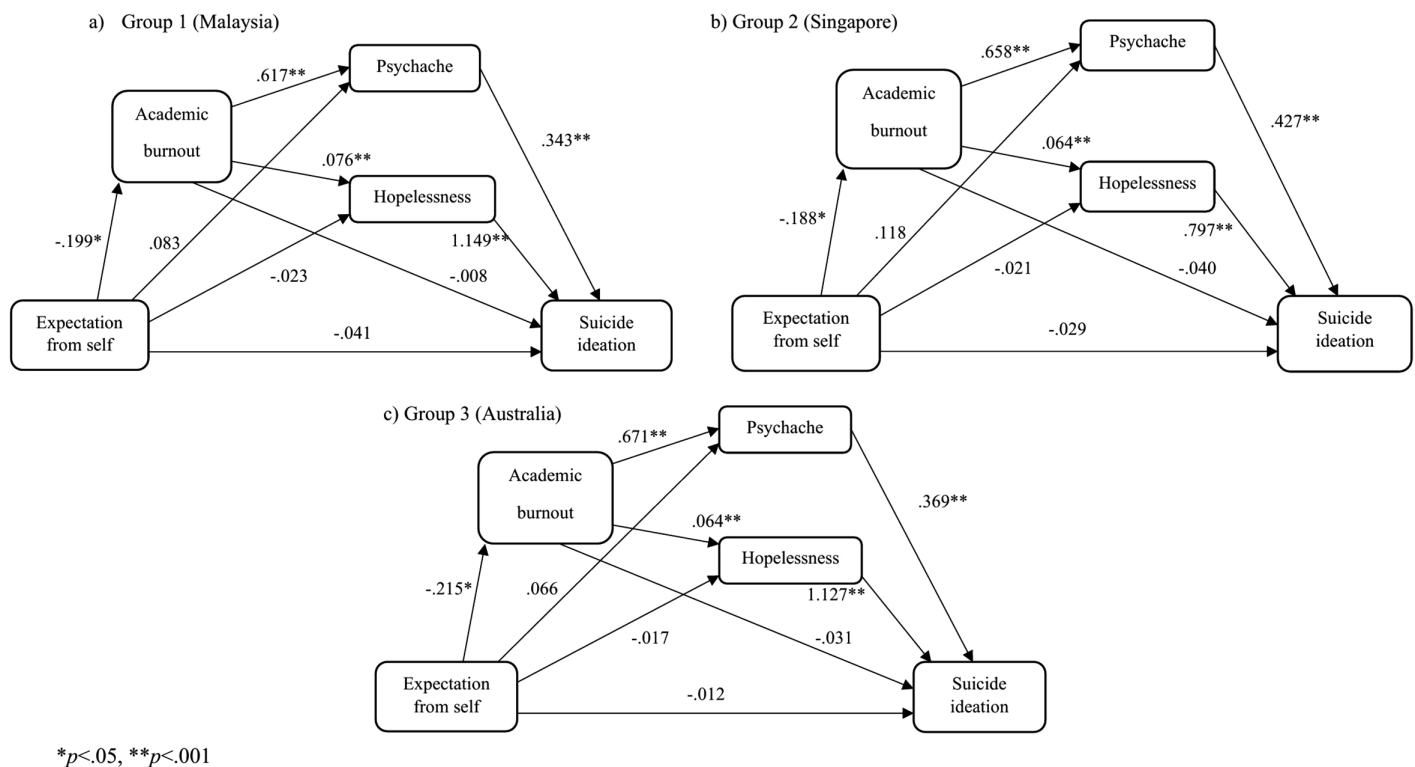 a) Group 1 (Malaysia)
Psychache
.617**
Academic
burnout
.343**
.076**
Hopelessness
-.199*
.083
1.149**
-.023
-.008
Expectation
from self
-.041
Suicide
ideation
b) Group 2 (Singapore)
Psychache
.658**
Academic
burnout
.427**
.064**
Hopelessness
-.188*
.118
.797**
-.021
-.040
Expectation
from self
-.029
Suicide
ideation
c) Group 3 (Australia)
Psychache
.671**
Academic
burnout
.369**
.064**
Hopelessness
-.215*
.066
1.127**
-.017
-.031
Expectation
from self
-.012
Suicide
ideation
*p<.05, **p<.001